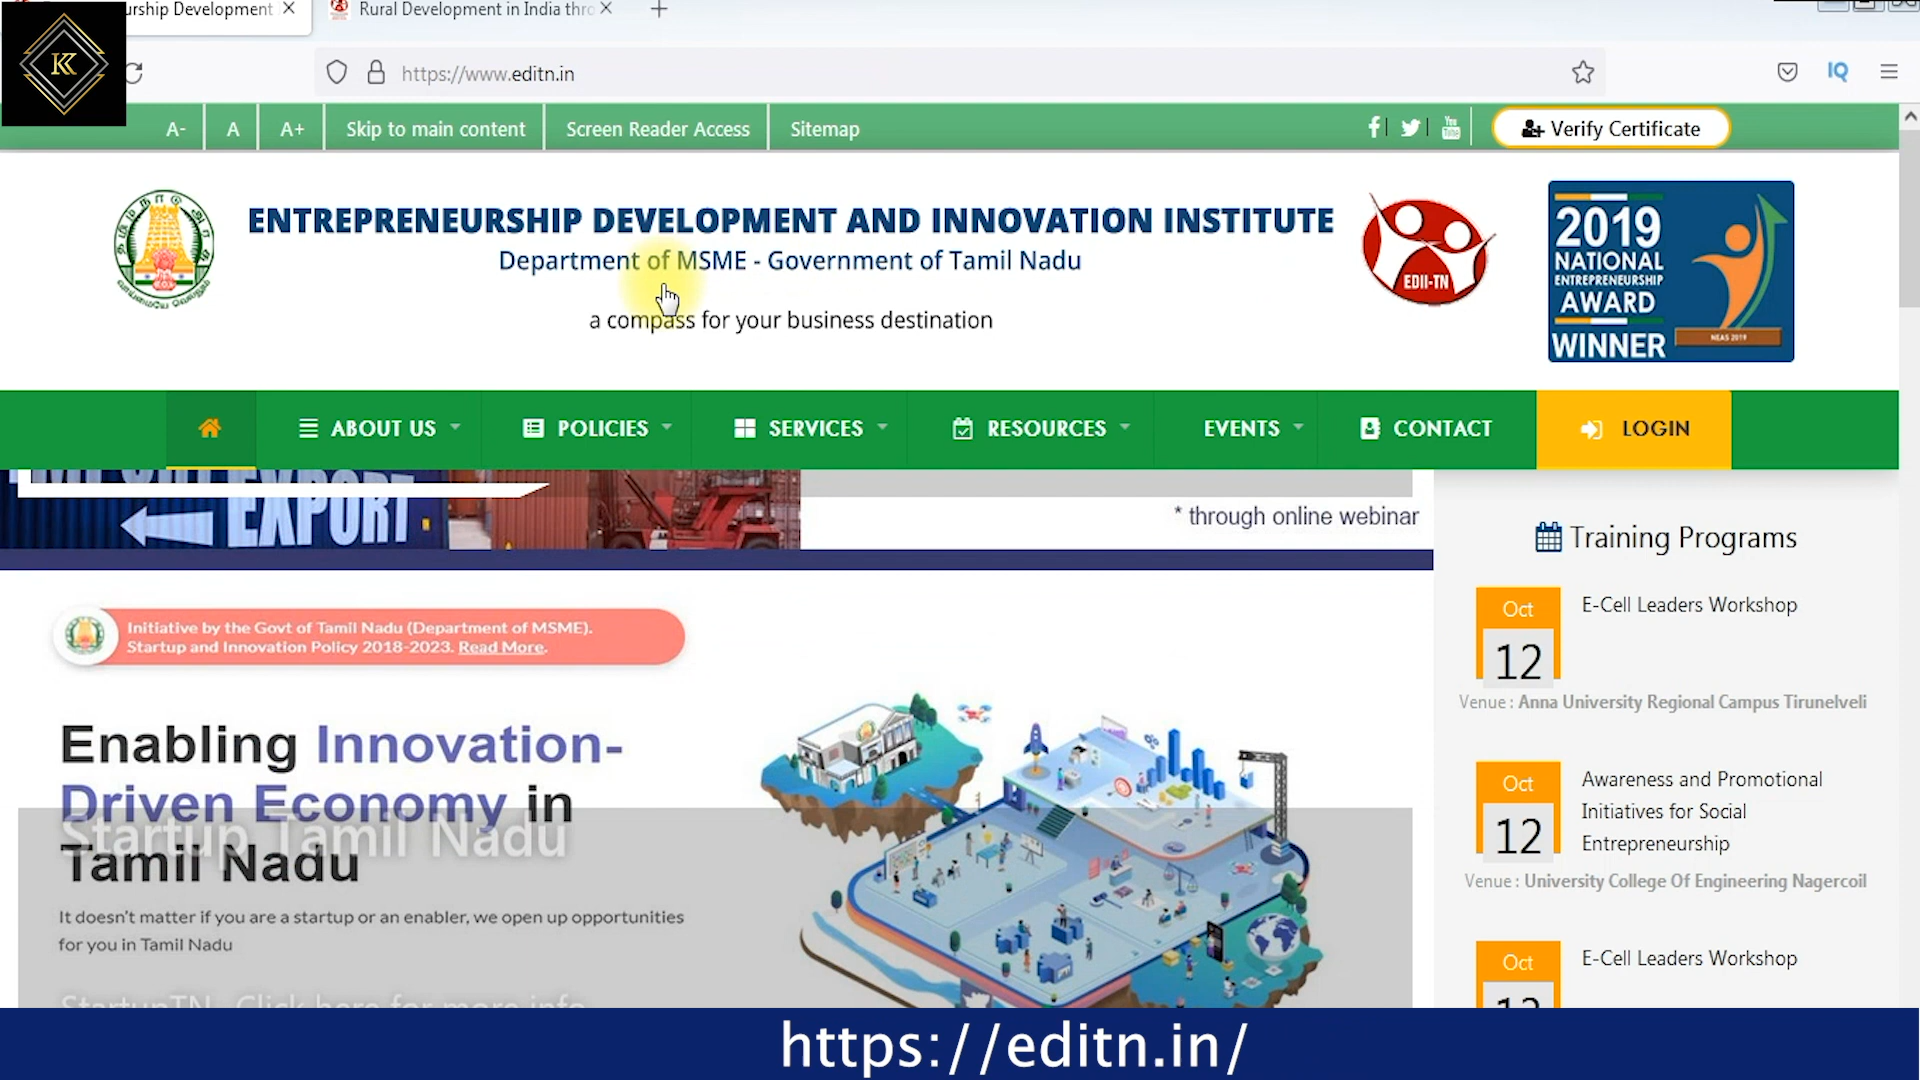 urship Development
Rural Development in India thro
KK
https://www.editn.in
IQ
A-
A
A+
Skip to main content
Screen Reader Access
Sitemap
Verify Certificate
ENTREPRENEURSHIP DEVELOPMENT AND INNOVATION INSTITUTE
Department of MSME - Government of Tamil Nadu
a compass for your business destination
EDII-TN
2019
NATIONAL
ENTREPRENEURSHIP
AWARD
WINNER
NEAS 2019
ABOUT US
POLICIES
SERVICES
RESOURCES
EVENTS
CONTACT
LOGIN
EXPORT
* through online webinar
Initiative by the Govt of Tamil Nadu (Department of MSME).
Startup and Innovation Policy 2018-2023. Read More.
Enabling Innovation-
Driven Economy in
Startup Tamil Nadu
Tamil Nadu
It doesn't matter if you are a startup or an enabler, we open up opportunities
for you in Tamil Nadu
StartupTN- Click here for more info
Training Programs
Oct
12
E-Cell Leaders Workshop
Venue : Anna University Regional Campus Tirunelveli
Oct
12
Awareness and Promotional
Initiatives for Social
Entrepreneurship
Venue : University College Of Engineering Nagercoil
Oct
12
E-Cell Leaders Workshop
https://editn.in/